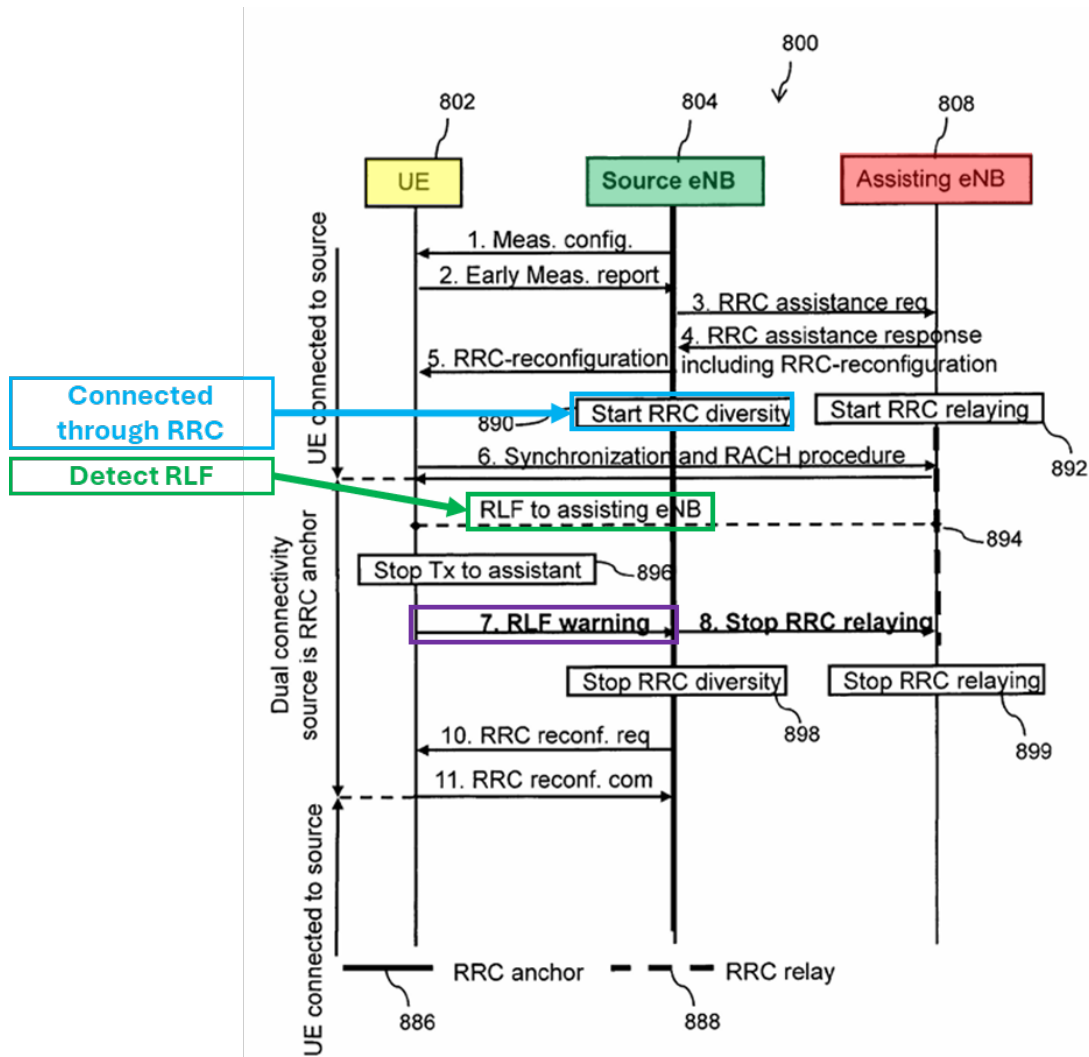 800
802
804
808
UE
Source eNB
Assisting eNB
1. Meas. config.
2. Early Meas. report
3. RRC assistance req
4. RRC assistance response
5. RRC-reconfiguration
including RRC-reconfiguration
UE connected to source
Connected
through RRC
890
Start RRC diversity
Start RRC relaying
892
6. Synchronization and RACH procedure
Detect RLF
RLF to assisting eNB
894
Stop Tx to assistant
896
Dual connectivity
source is RRC anchor
7. RLF warning
8. Stop RRC relaying
Stop RRC diversity
Stop RRC relaying
898
899
10. RRC reconf. req
11. RRC reconf. com
UE connected to source
RRC anchor
RRC relay
886
888